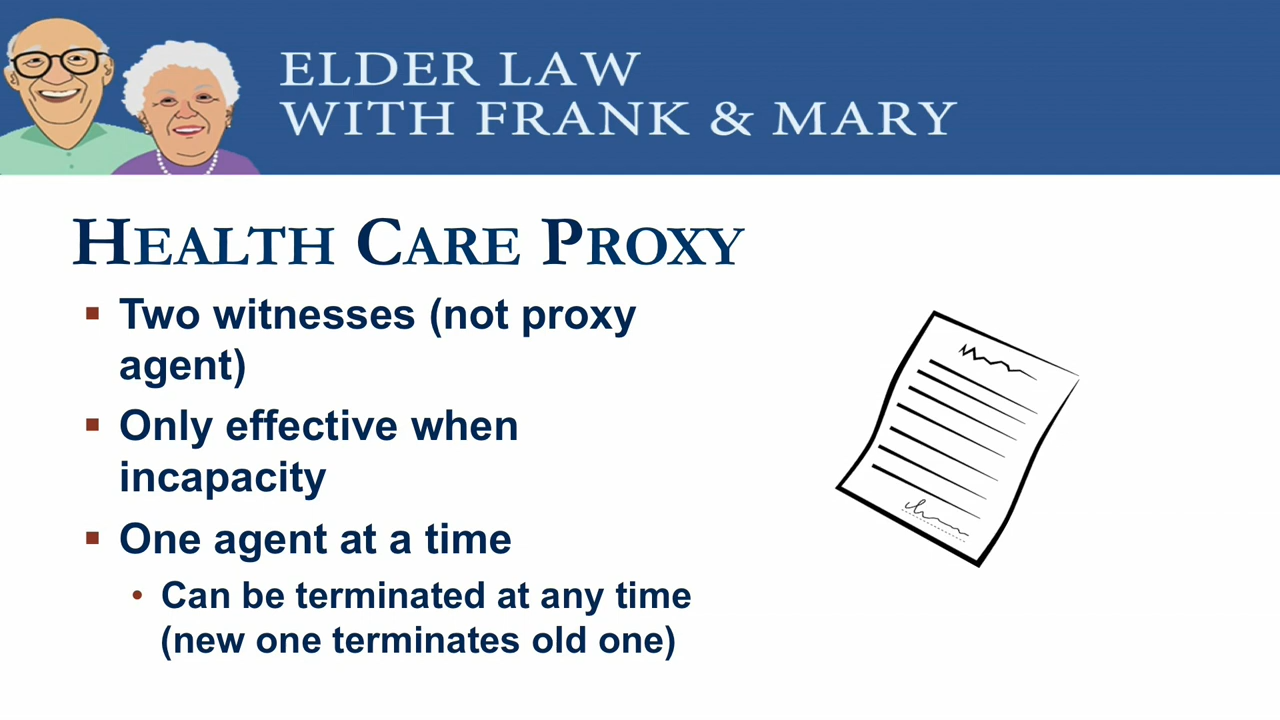 ELDER LAW
WITH FRANK & MARY
HEALTH CARE PROXY
▪ Two witnesses (not proxy
agent)
▪ Only effective when
incapacity
▪ One agent at a time
• Can be terminated at any time
(new one terminates old one)